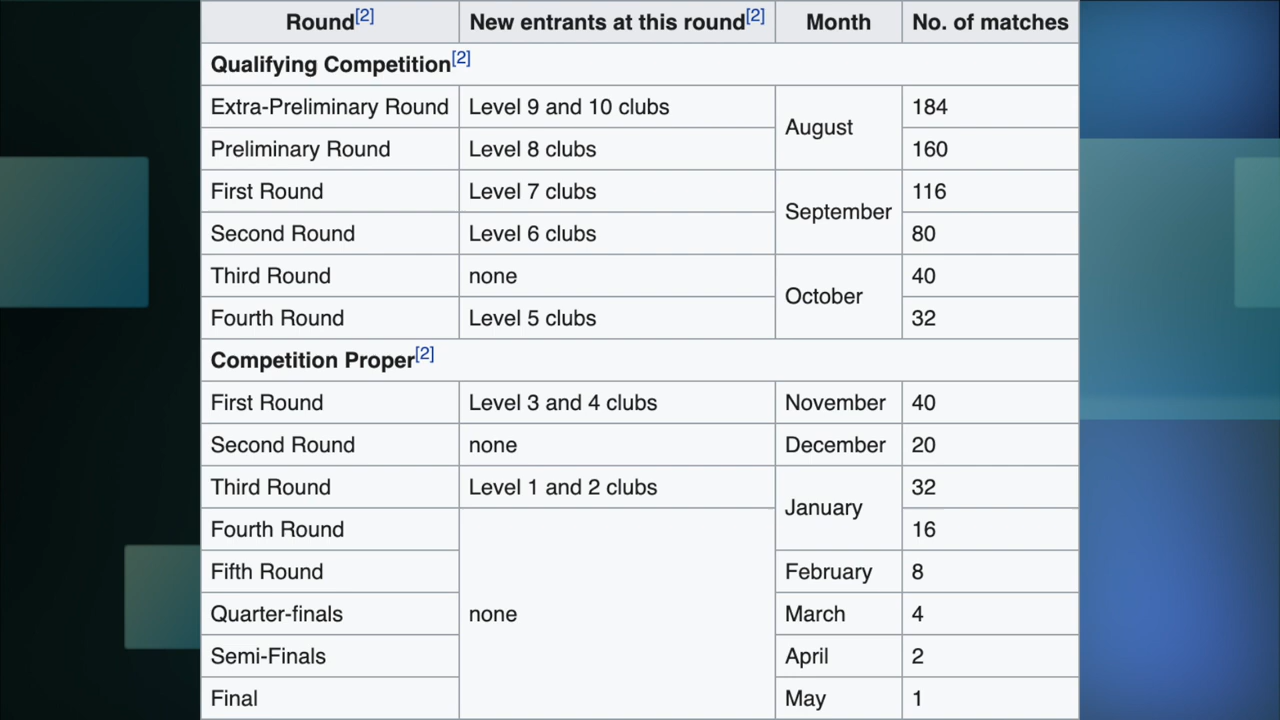 Round[2] New entrants at this round[2] Month No. of matches
Qualifying Competition[2]
Extra-Preliminary Round Level 9 and 10 clubs August 184
Preliminary Round Level 8 clubs 160
First Round Level 7 clubs September 116
Second Round Level 6 clubs 80
Third Round none October 40
Fourth Round Level 5 clubs 32
Competition Proper[2]
First Round Level 3 and 4 clubs November 40
Second Round none December 20
Third Round Level 1 and 2 clubs January 32
Fourth Round none 16
Fifth Round February 8
Quarter-finals March 4
Semi-Finals April 2
Final May 1